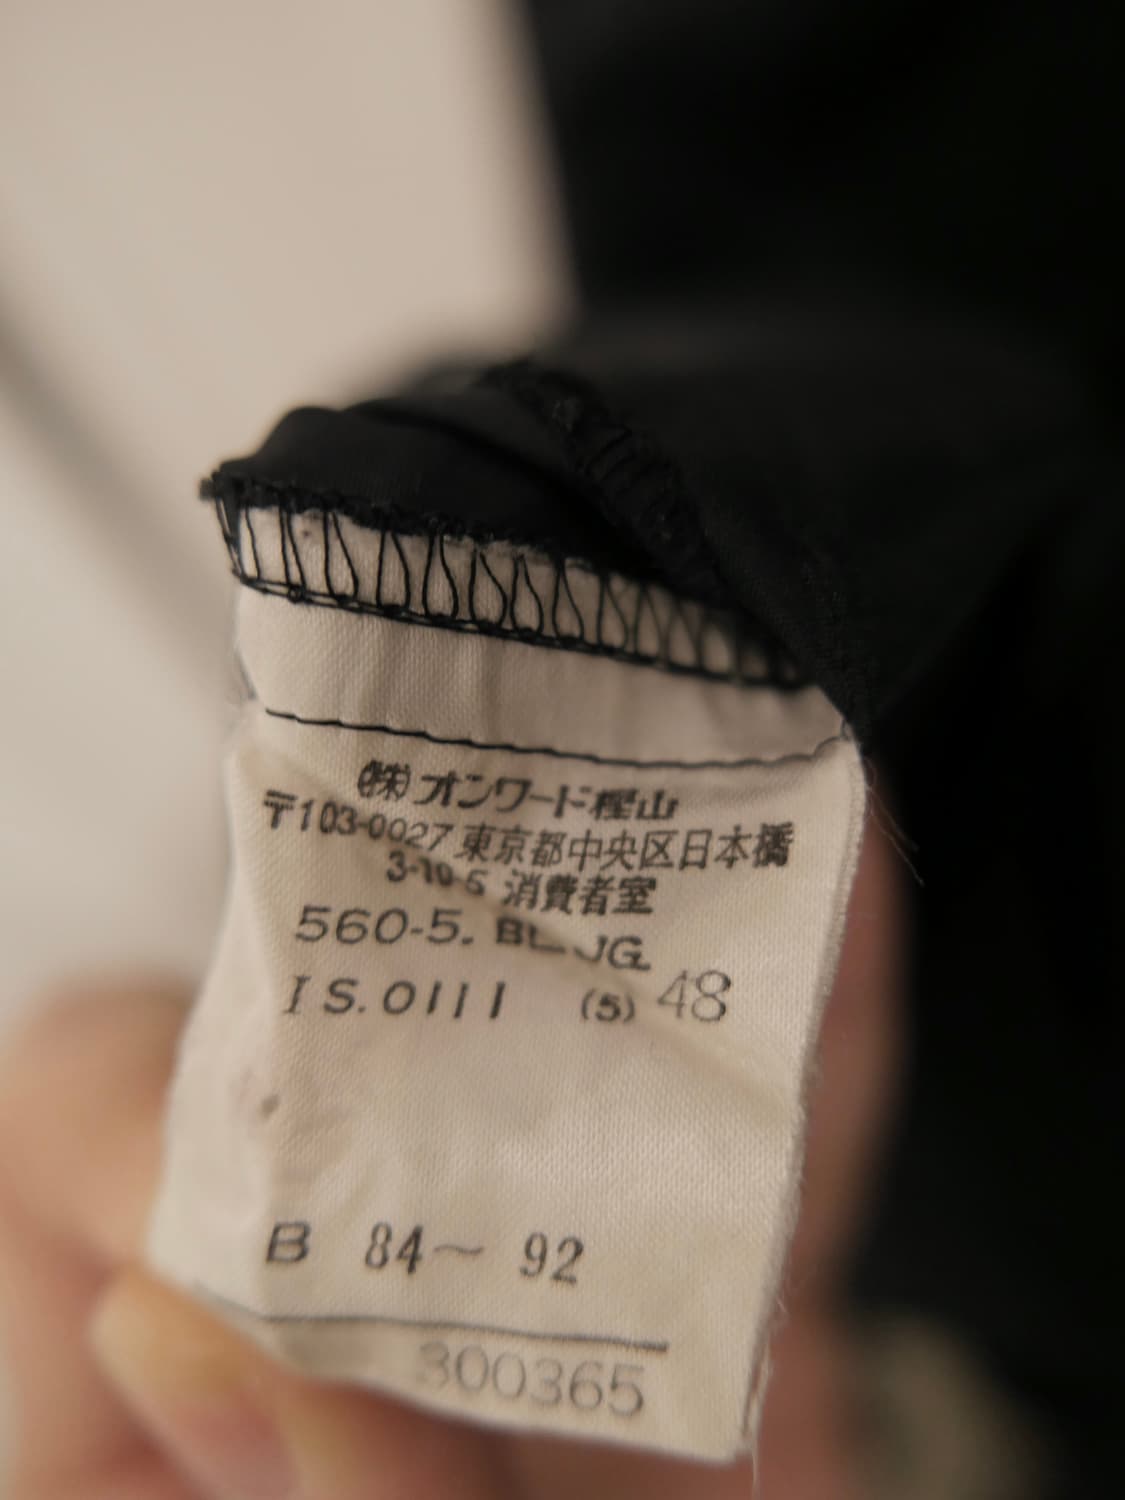 ㈱オンワード樫山
〒103-0027 東京都中央区日本橋
3-10-5 消費者室
560-5.
IS.0111 (5) 48
B 84～ 92
300365